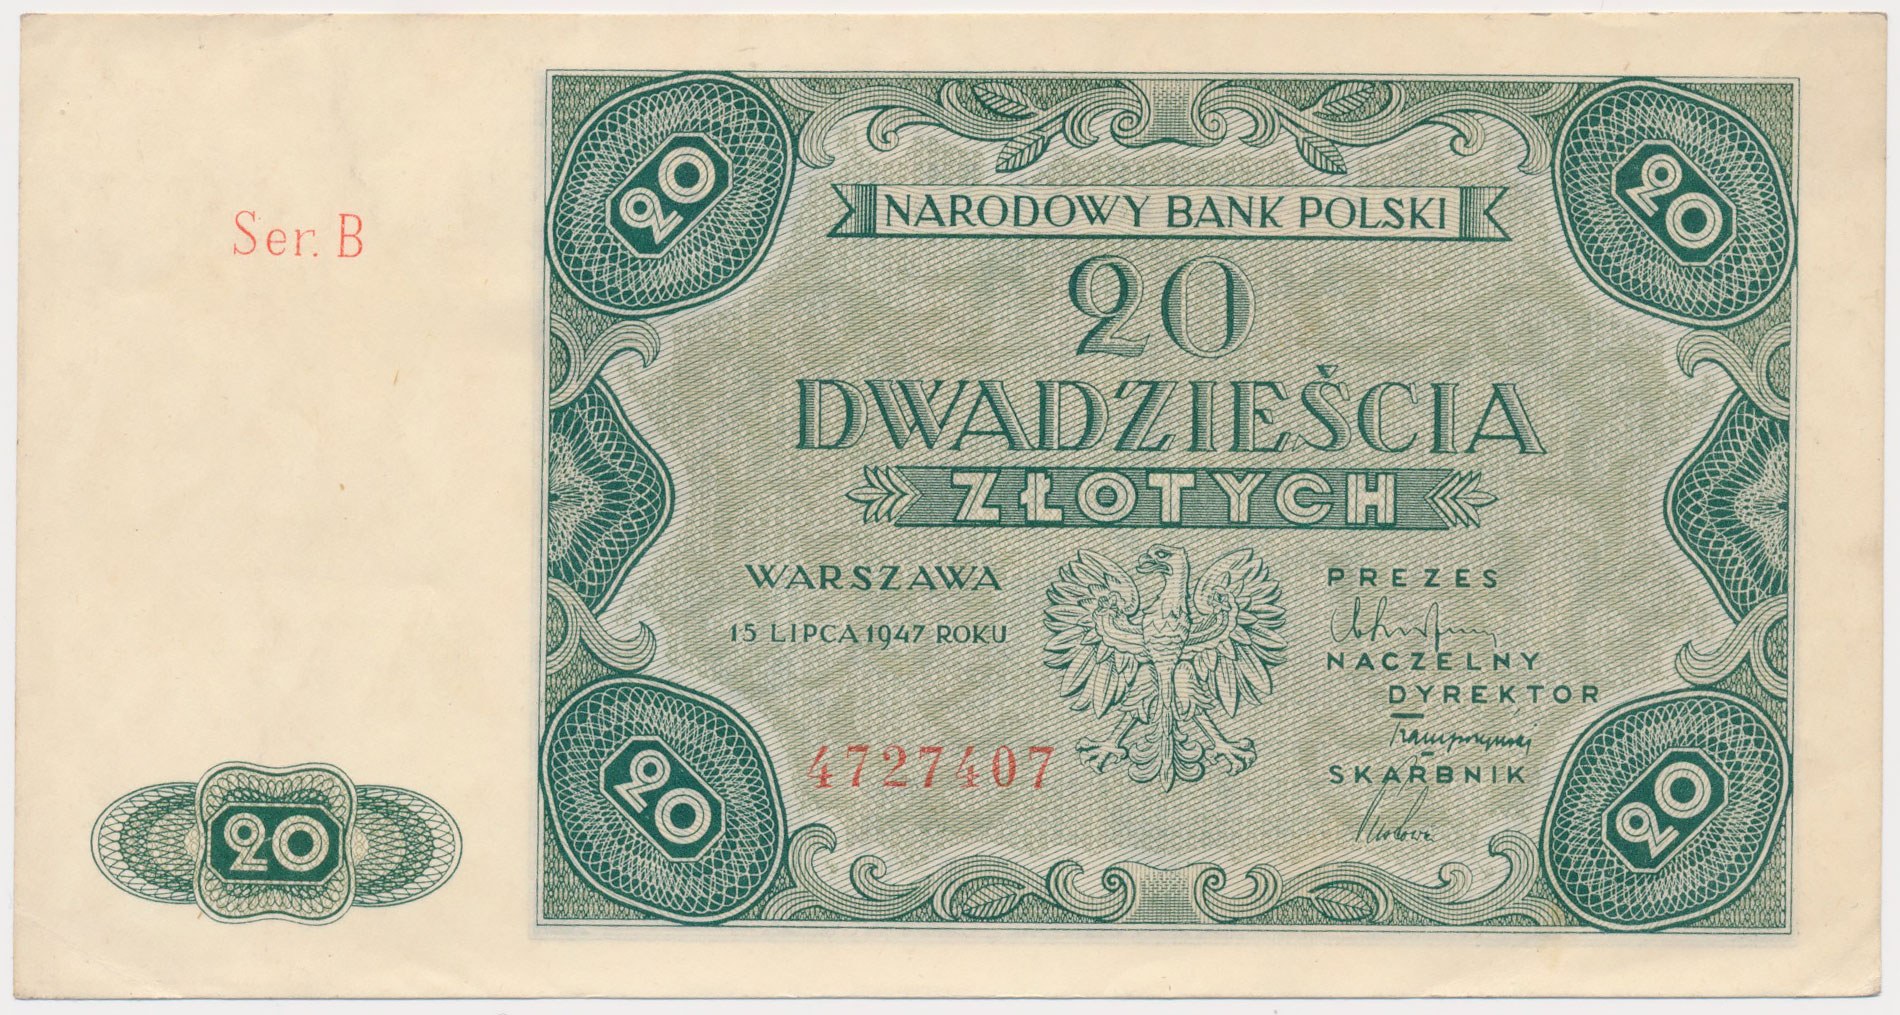 20
20
NARODOWY BANK POLSKI
Ser. B
20
DWADZIEŚCIA
ZŁOTYCH
WARSZAWA
15 LIPCA 1947 ROKU
PREZES
NACZELNY
DYREKTOR
4727407
SKARBNIK
20
20
20